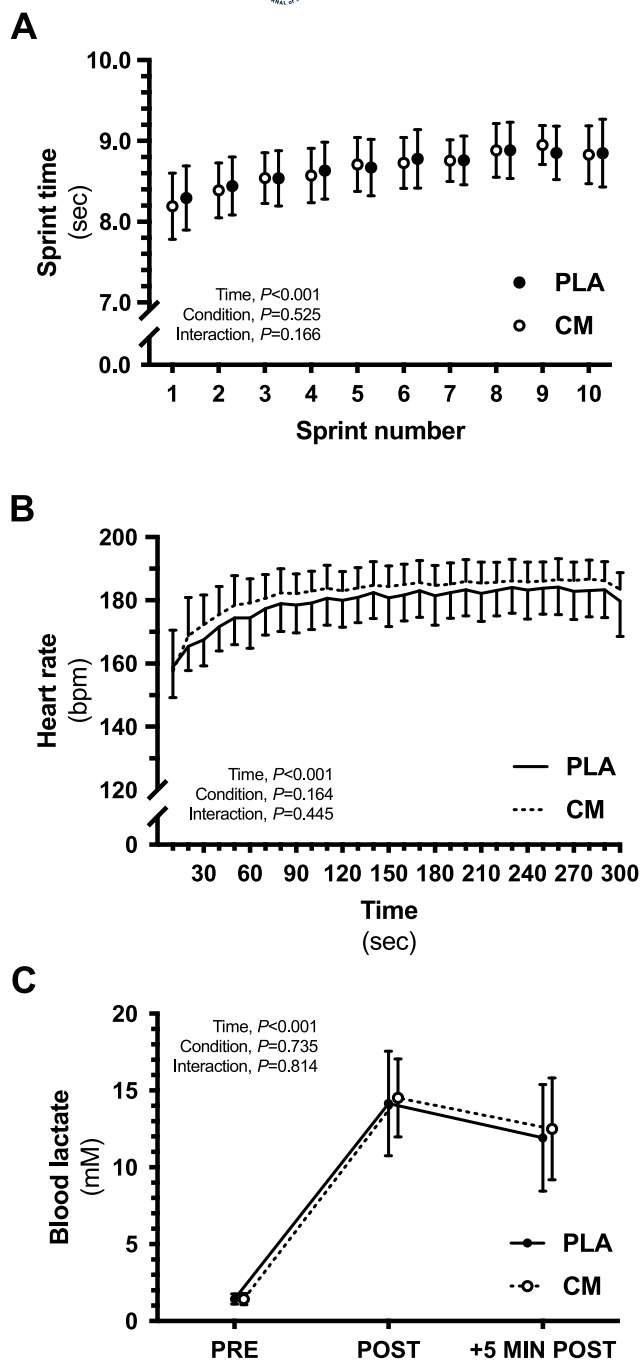 A
10.0
9.0
8.0
7.0
0.0
Sprint time
(sec)
Time, P<0.001
Condition, P=0.525
Interaction, P=0.166
PLA
CM
1 2 3 4 5 6 7 8 9 10
Sprint number
B
200
180
160
140
120
0
Heart rate
(bpm)
Time, P<0.001
Condition, P=0.164
Interaction, P=0.445
PLA
CM
30 60 90 120 150 180 210 240 270 300
Time
(sec)
C
20
15
10
5
0
Blood lactate
(mM)
Time, P<0.001
Condition, P=0.735
Interaction, P=0.814
PLA
CM
PRE POST +5 MIN POST